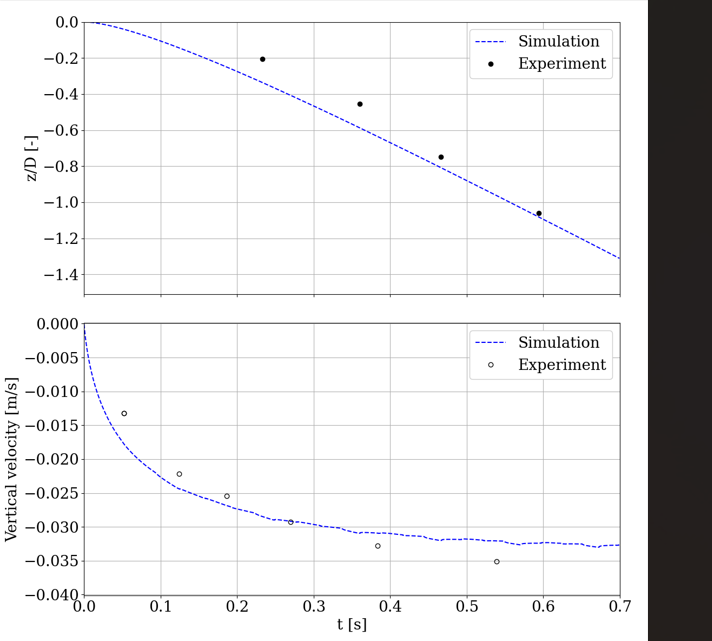 0.0
−0.2
−0.4
−0.6
−0.8
−1.0
−1.2
−1.4
z/D [-]
Simulation
Experiment
0.000
−0.005
−0.010
−0.015
−0.020
−0.025
−0.030
−0.035
−0.040
Vertical velocity [m/s]
Simulation
Experiment
0.0 0.1 0.2 0.3 0.4 0.5 0.6 0.7
t [s]